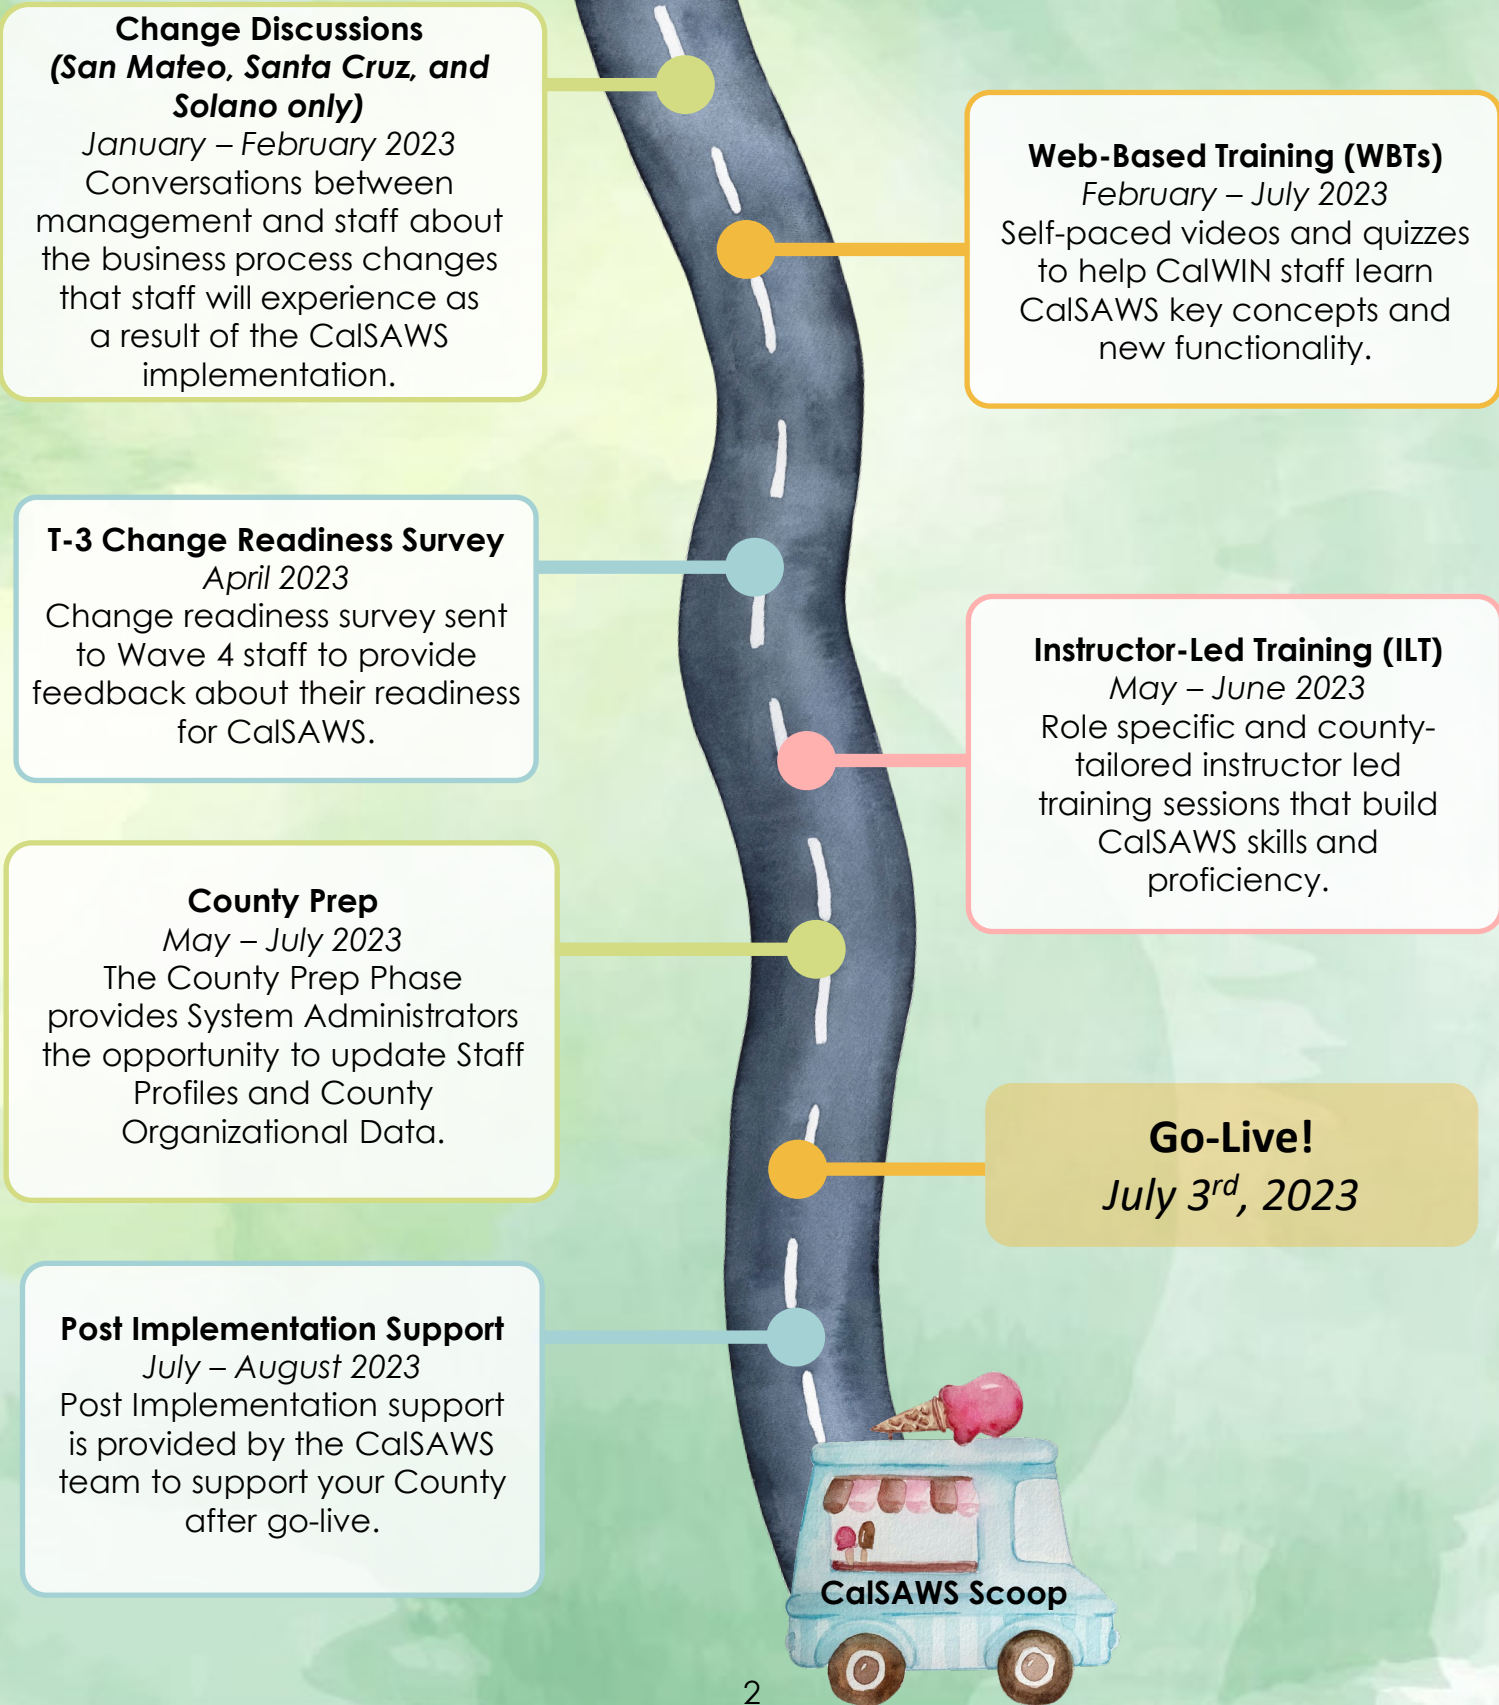 Change Discussions
(San Mateo, Santa Cruz, and
Solano only)
January – February 2023
Conversations between
management and staff about
the business process changes
that staff will experience as
a result of the CalSAWS
implementation.
Web-Based Training (WBTs)
February – July 2023
Self-paced videos and quizzes
to help CalWIN staff learn
CalSAWS key concepts and
new functionality.
T-3 Change Readiness Survey
April 2023
Change readiness survey sent
to Wave 4 staff to provide
feedback about their readiness
for CalSAWS.
Instructor-Led Training (ILT)
May – June 2023
Role specific and county-
tailored instructor led
training sessions that build
CalSAWS skills and
proficiency.
County Prep
May – July 2023
The County Prep Phase
provides System Administrators
the opportunity to update Staff
Profiles and County
Organizational Data.
Go-Live!
July 3rd, 2023
Post Implementation Support
July – August 2023
Post Implementation support
is provided by the CalSAWS
team to support your County
after go-live.
CalSAWS Scoop
2